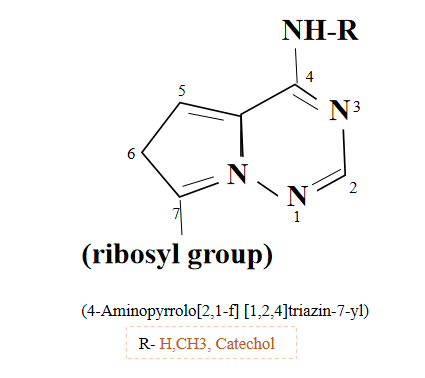 NH-R
4
5
N 3
6
N
2
N
1
7
(ribosyl group)
(4-Aminopyrrolo[2,1-f] [1,2,4]triazin-7-yl)
R- H,CH3, Catechol